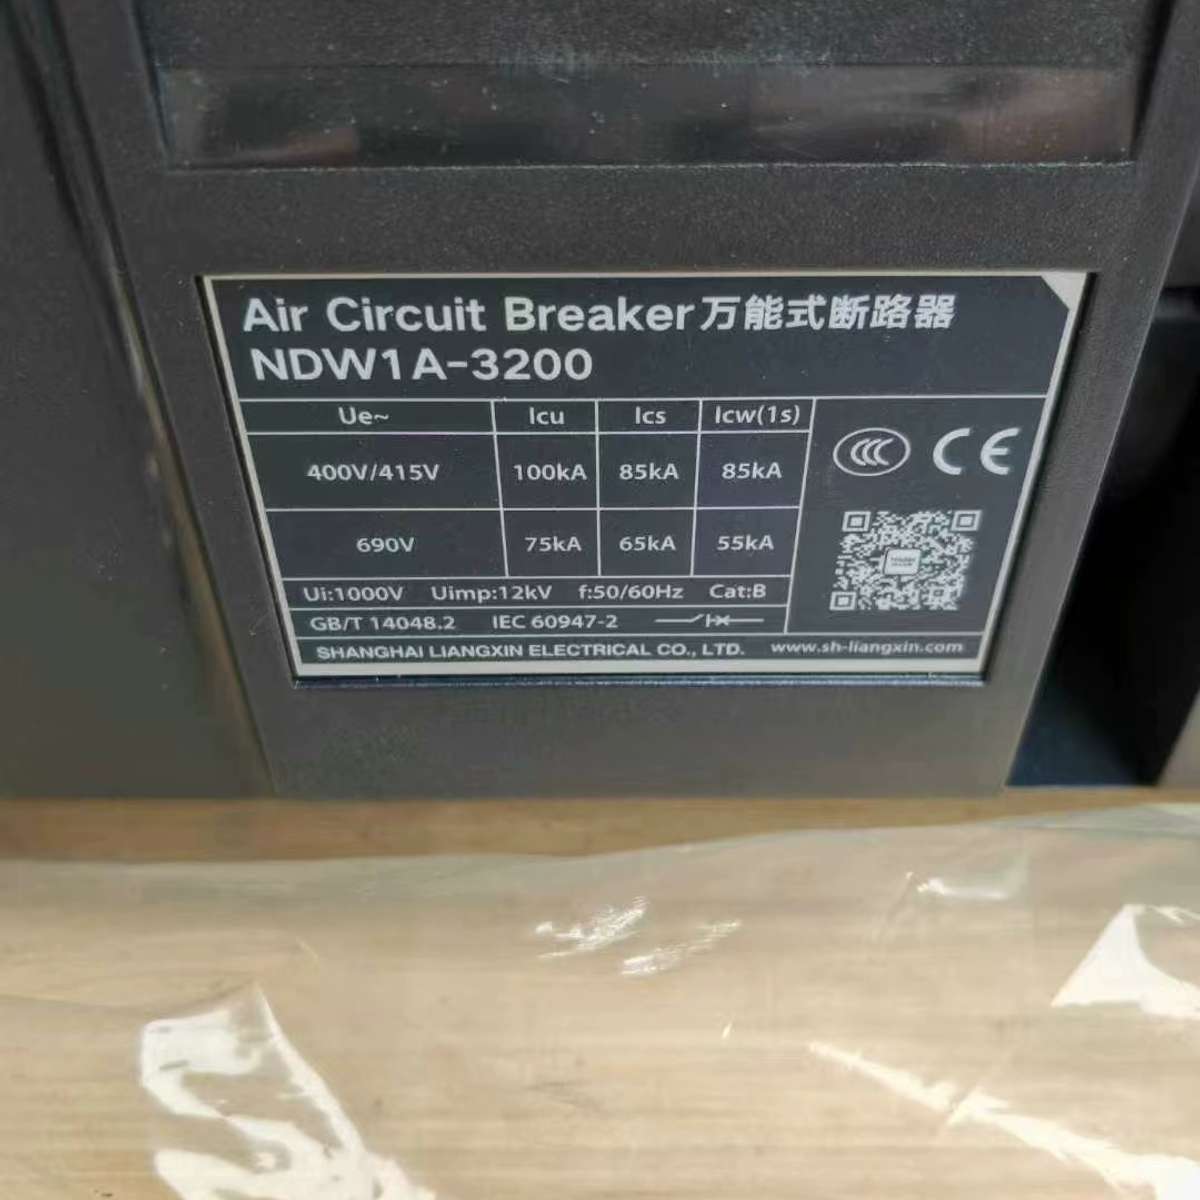 Air Circuit Breaker万能式断路器
NDW1A-3200
Ue~ Icu Ics Icw(1s)
400V/415V 100kA 85kA 85kA
690V 75kA 65kA 55kA
CCC CE
Ui:1000V Uimp:12kV f:50/60Hz Cat:B
GB/T 14048.2 IEC 60947-2
SHANGHAI LIANGXIN ELECTRICAL CO., LTD. www.sh-liangxin.com